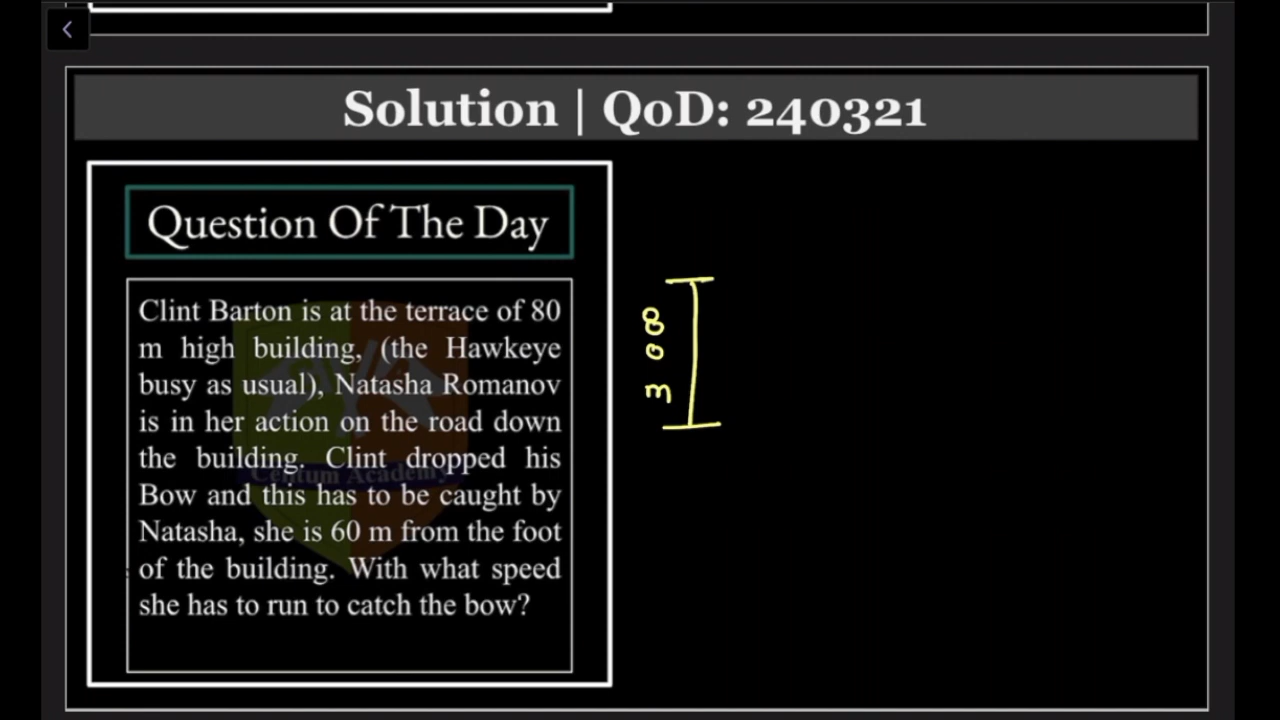 Solution | QoD: 240321
Question Of The Day
Clint Barton is at the terrace of 80
m high building, (the Hawkeye
busy as usual), Natasha Romanov
is in her action on the road down
the building. Clint dropped his
Bow and this has to be caught by
Natasha, she is 60 m from the foot
of the building. With what speed
she has to run to catch the bow?
Centum Academy
80 m